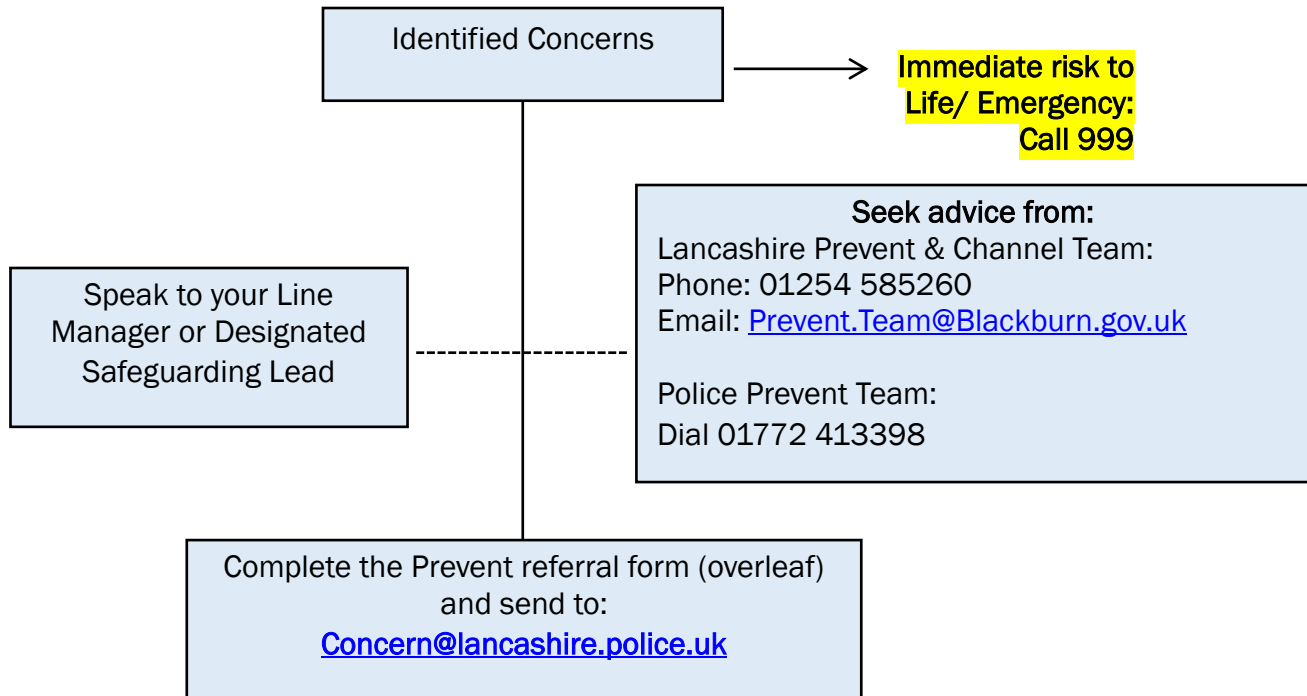 Identified Concerns
Immediate risk to
Life/ Emergency:
Call 999
Speak to your Line
Manager or Designated
Safeguarding Lead
Seek advice from:
Lancashire Prevent & Channel Team:
Phone: 01254 585260
Email: Prevent.Team@Blackburn.gov.uk
Police Prevent Team:
Dial 01772 413398
Complete the Prevent referral form (overleaf)
and send to:
Concern@lancashire.police.uk